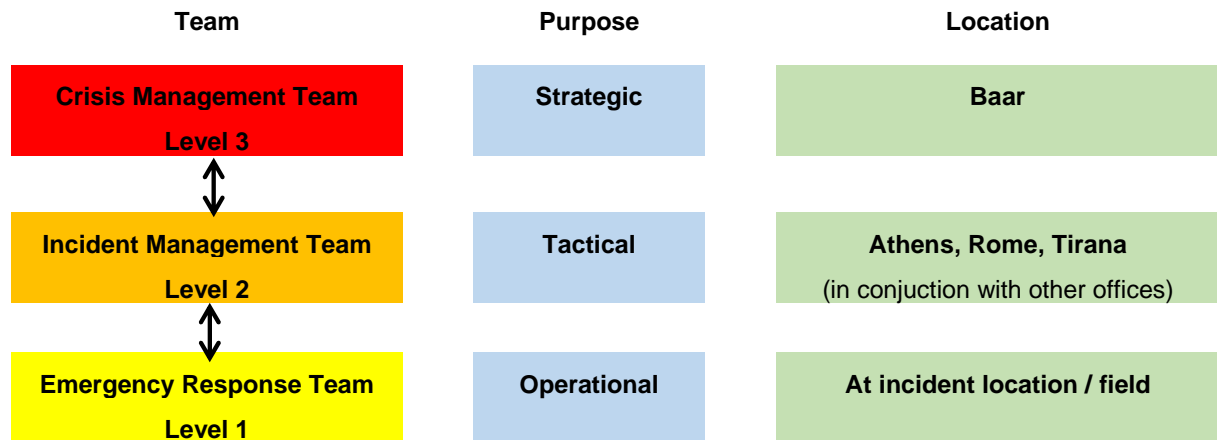 Team Purpose Location
Crisis Management Team Strategic Baar
Level 3
Incident Management Team Tactical Athens, Rome, Tirana
Level 2 (in conjuction with other offices)
Emergency Response Team Operational At incident location / field
Level 1